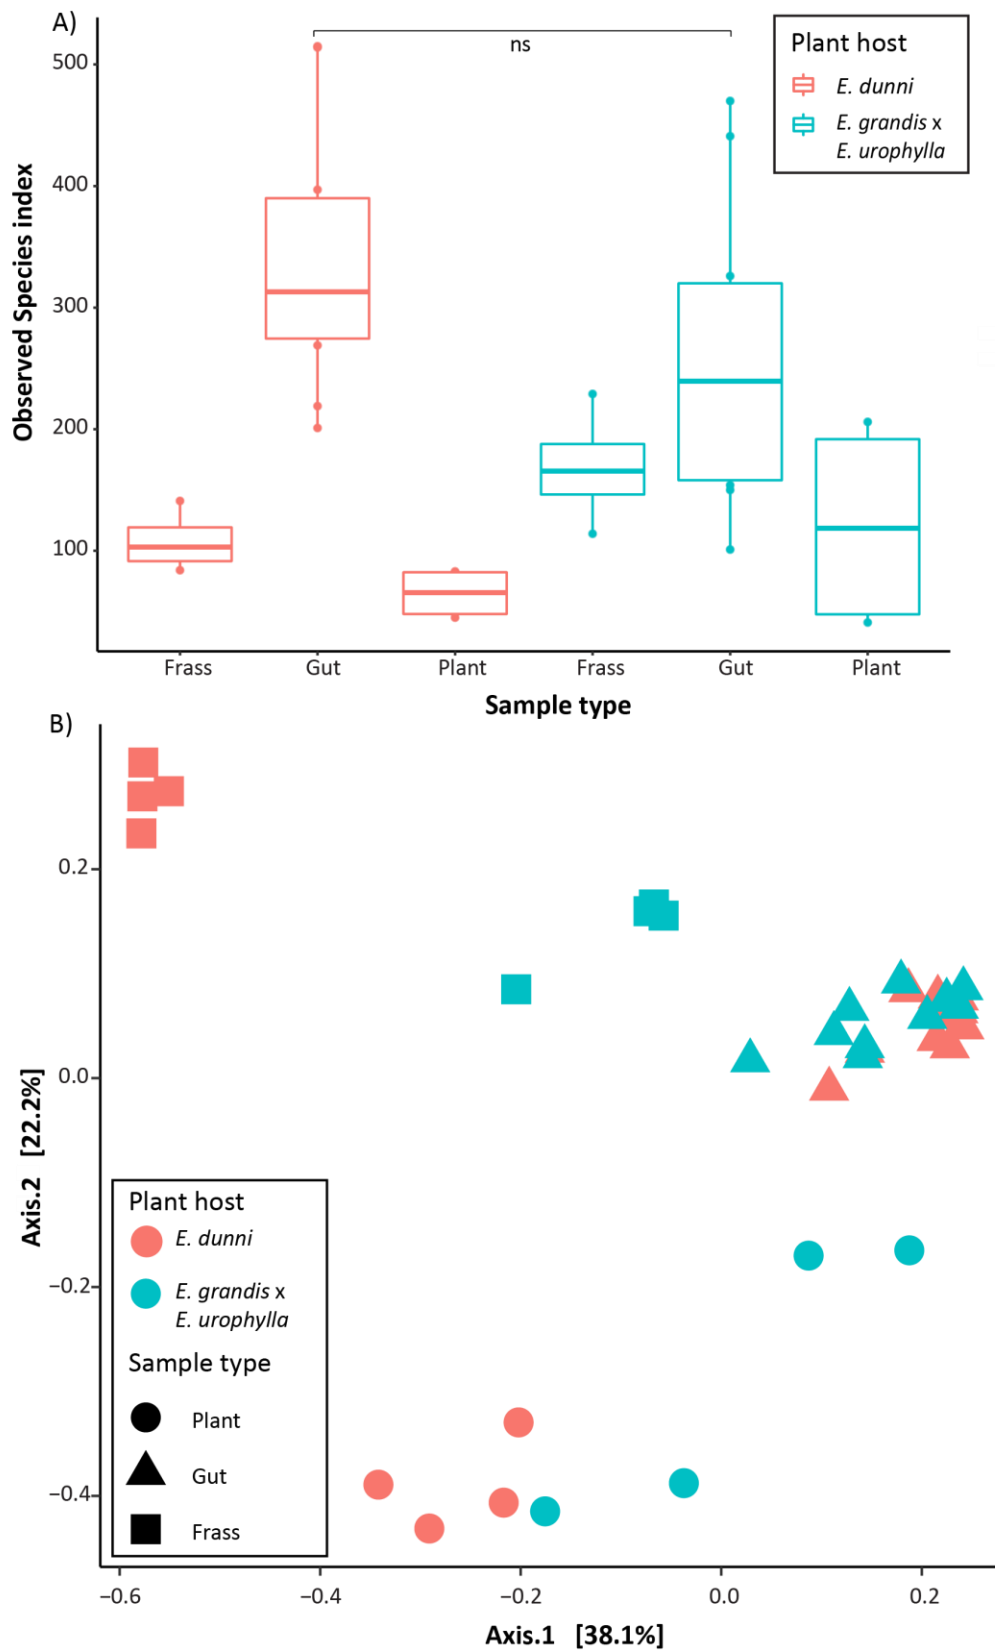 A)
ns
Plant host
E. dunni
E. grandis x
E. urophylla
Observed Species index
500
400
300
200
100
Frass Gut Plant Frass Gut Plant
Sample type
B)
Axis.2 [22.2%]
0.2
0.0
−0.2
−0.4
Plant host
E. dunni
E. grandis x
E. urophylla
Sample type
Plant
Gut
Frass
−0.6 −0.4 −0.2 0.0 0.2
Axis.1 [38.1%]